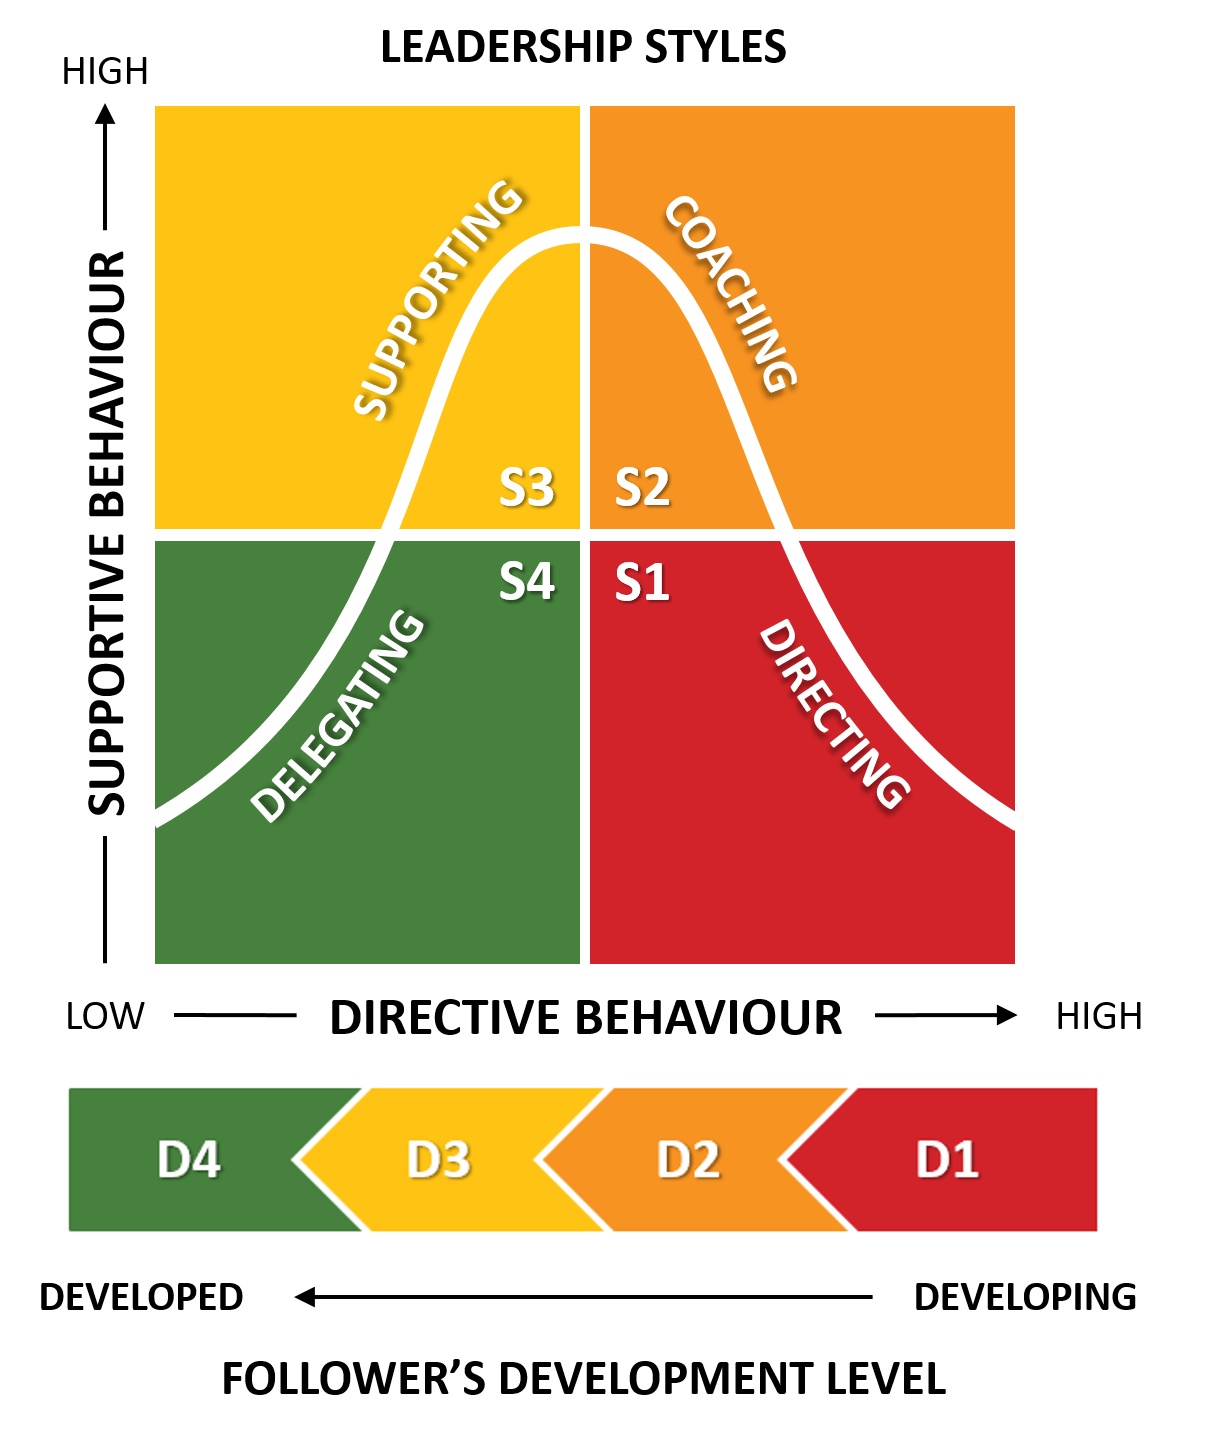 LEADERSHIP STYLES
HIGH
SUPPORTIVE BEHAVIOUR
SUPPORTING
COACHING
S3
S2
S4
S1
DELEGATING
DIRECTING
LOW
DIRECTIVE BEHAVIOUR
HIGH
D4
D3
D2
D1
DEVELOPED
DEVELOPING
FOLLOWER’S DEVELOPMENT LEVEL